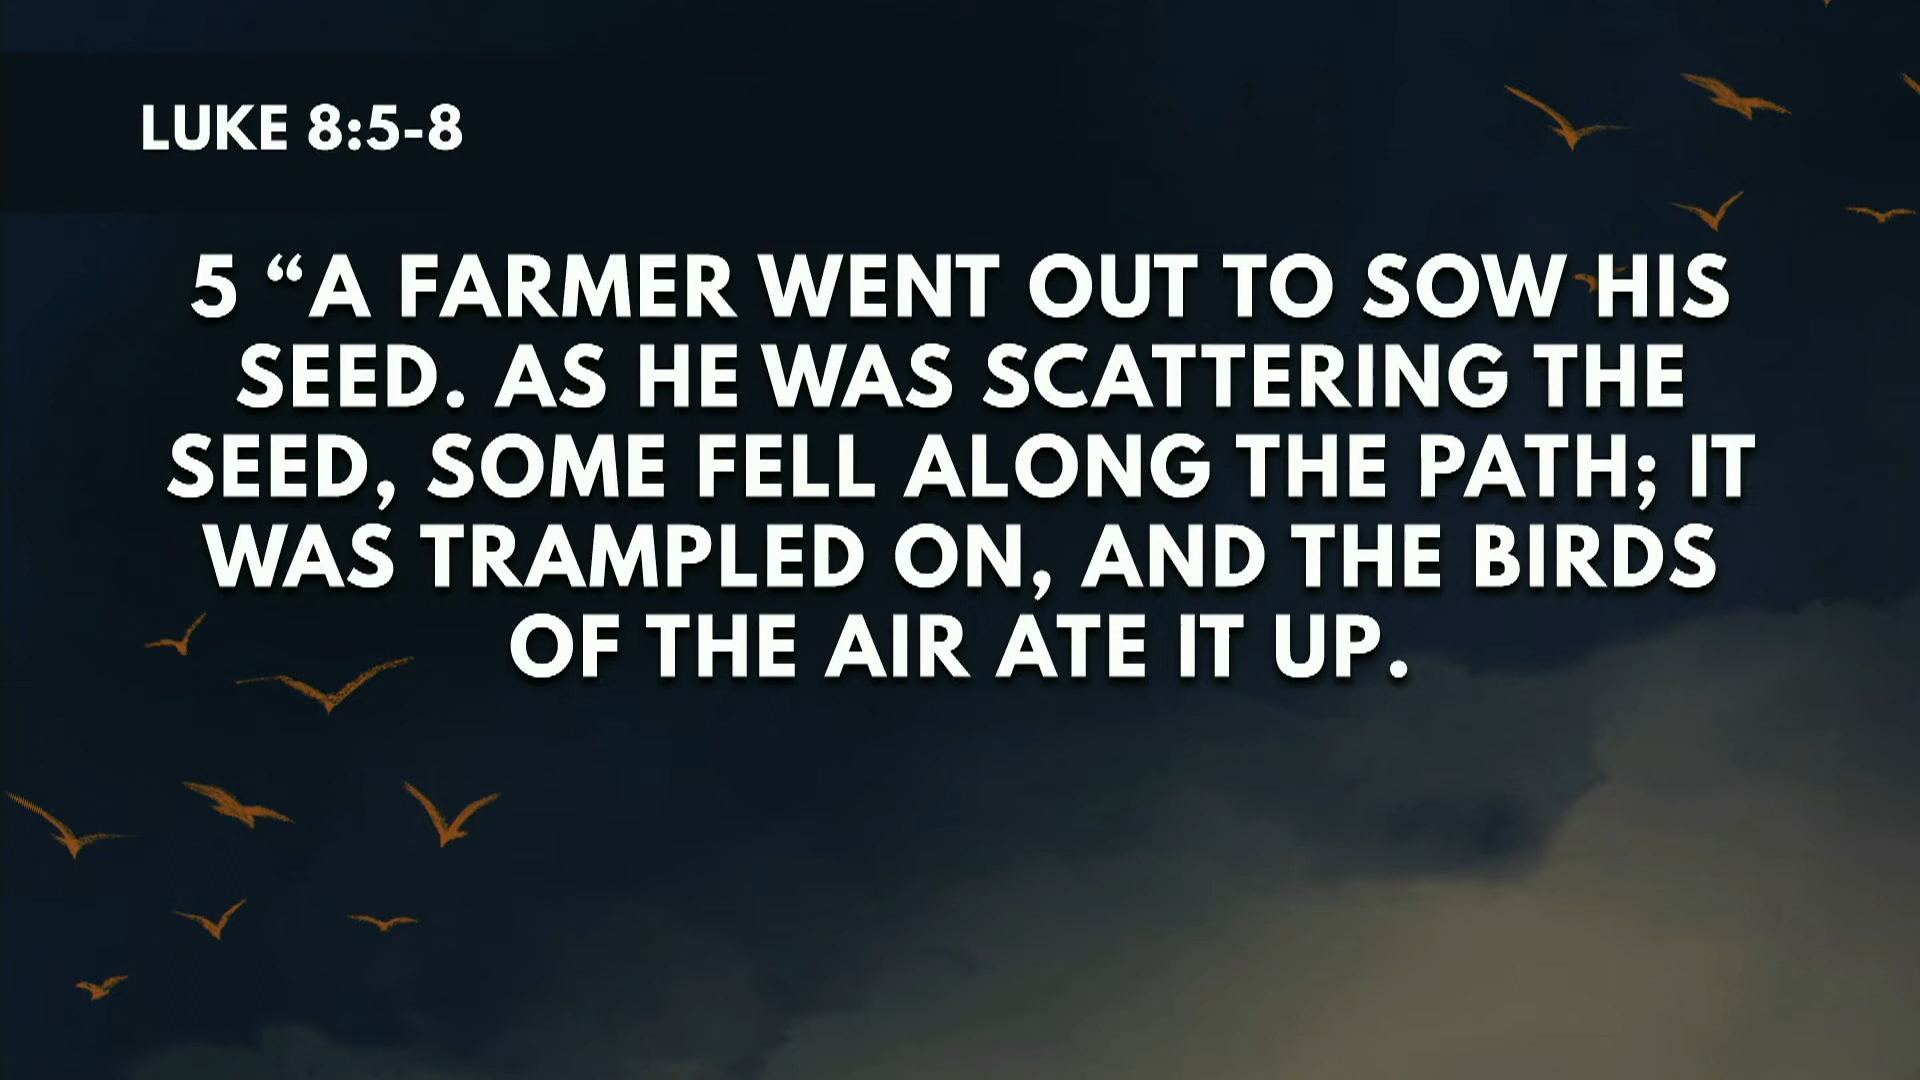 LUKE 8:5-8
5 “A FARMER WENT OUT TO SOW HIS
SEED. AS HE WAS SCATTERING THE
SEED, SOME FELL ALONG THE PATH; IT
WAS TRAMPLED ON, AND THE BIRDS
OF THE AIR ATE IT UP.